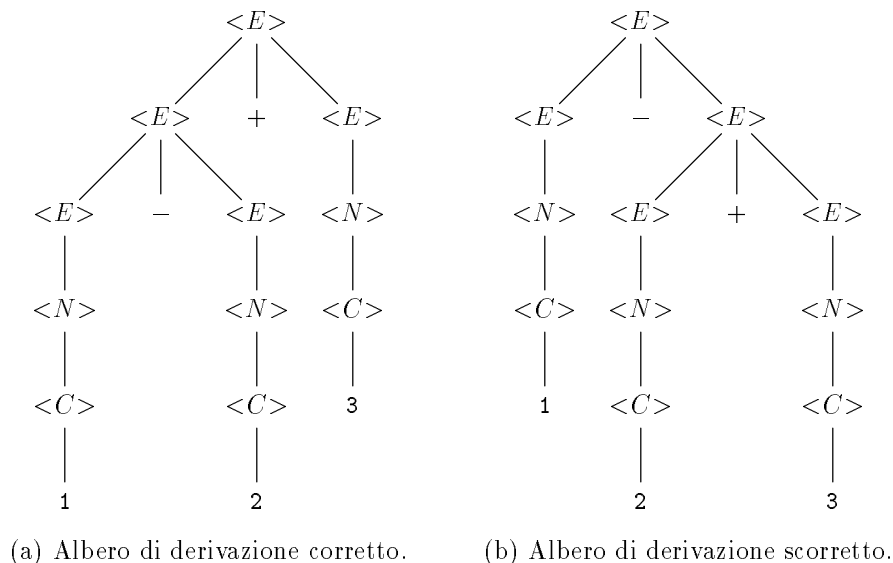 <E> <E>
<E> + <E> <E> − <E>
<E> − <E> <N> <N> <E> + <E>
<N> <N> <C> <C> <N> <N>
<C> <C> 3 1 <C> <C>
1 2 2 3
(a) Albero di derivazione corretto. (b) Albero di derivazione scorretto.